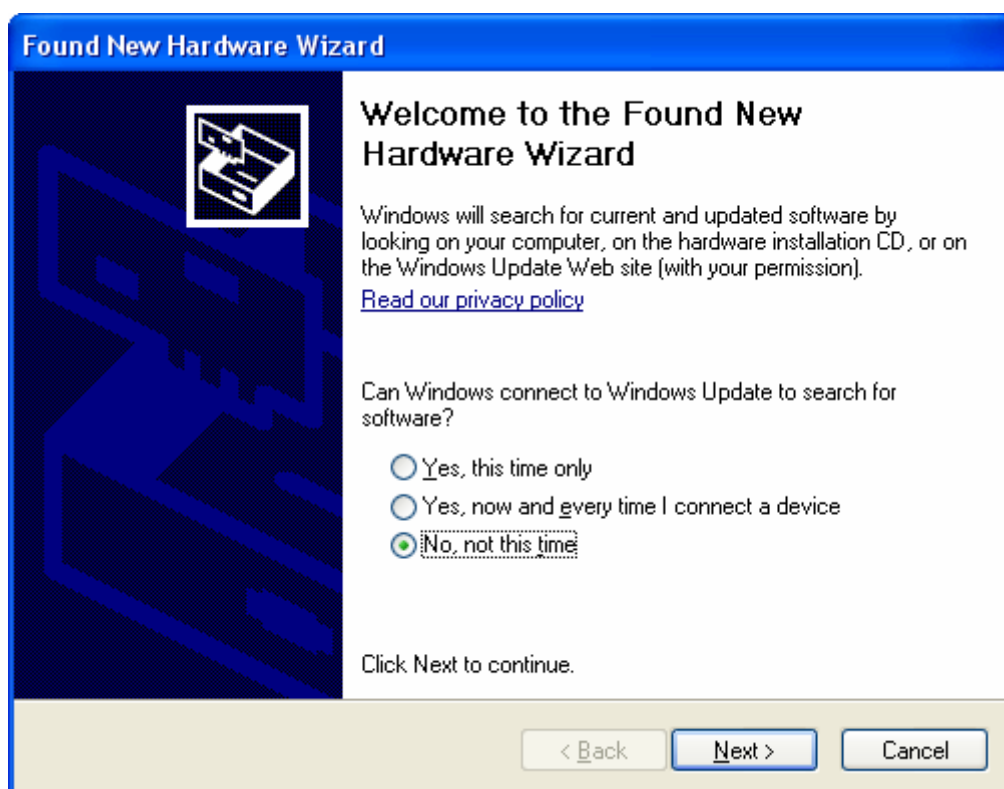 Found New Hardware Wizard
Welcome to the Found New
Hardware Wizard
Windows will search for current and updated software by
looking on your computer, on the hardware installation CD, or on
the Windows Update Web site (with your permission).
Read our privacy policy
Can Windows connect to Windows Update to search for
software?
Yes, this time only
Yes, now and every time I connect a device
No, not this time
Click Next to continue.
< Back
Next >
Cancel